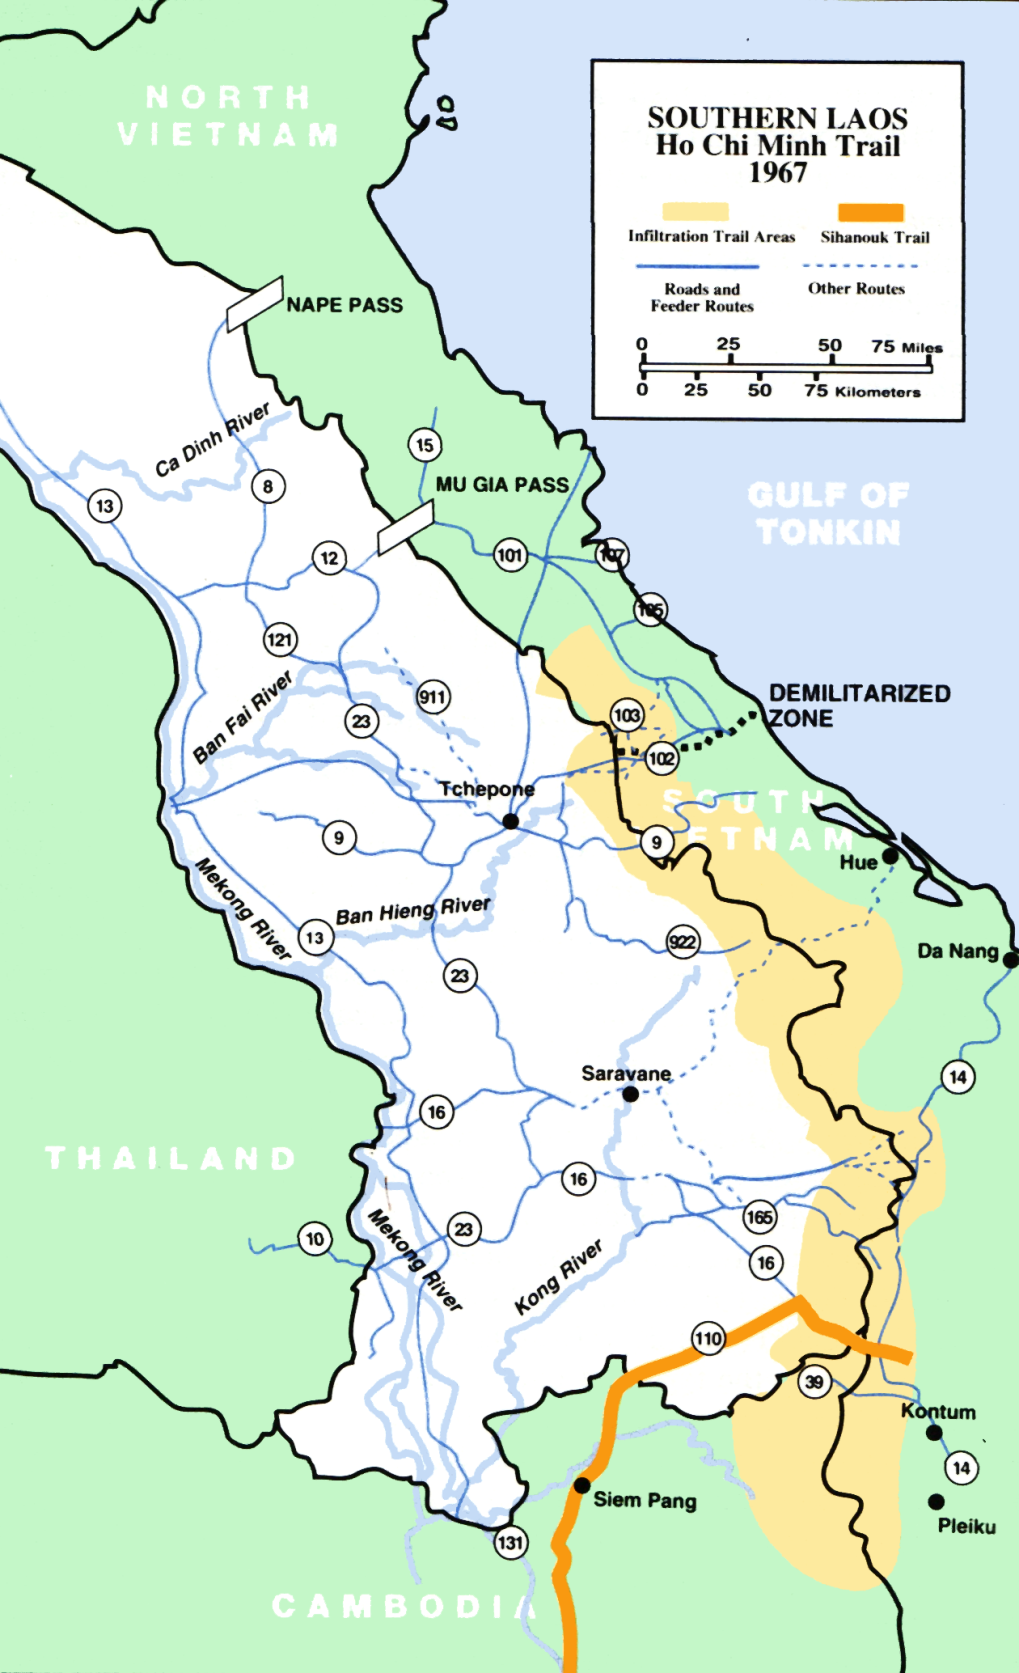 NORTH
VIETNAM
SOUTHERN LAOS
Ho Chi Minh Trail
1967
Infiltration Trail Areas
Sihanouk Trail
Roads and
Feeder Routes
Other Routes
0 25 50 75 Miles
0 25 50 75 Kilometers
NAPE PASS
Ca Dinh River
15
MU GIA PASS
8
13
GULF OF
TONKIN
12
101
107
105
121
911
Ban Fai River
23
103
DEMILITARIZED
ZONE
102
Tchepone
SOUTH
ETNAM
9
9
Hue
Mekong River
Ban Hieng River
13
922
Da Nang
23
Saravane
14
16
THAILAND
16
165
Mekong River
23
10
Kong River
16
110
39
Kontum
14
Siem Pang
Pleiku
131
CAMBODIA